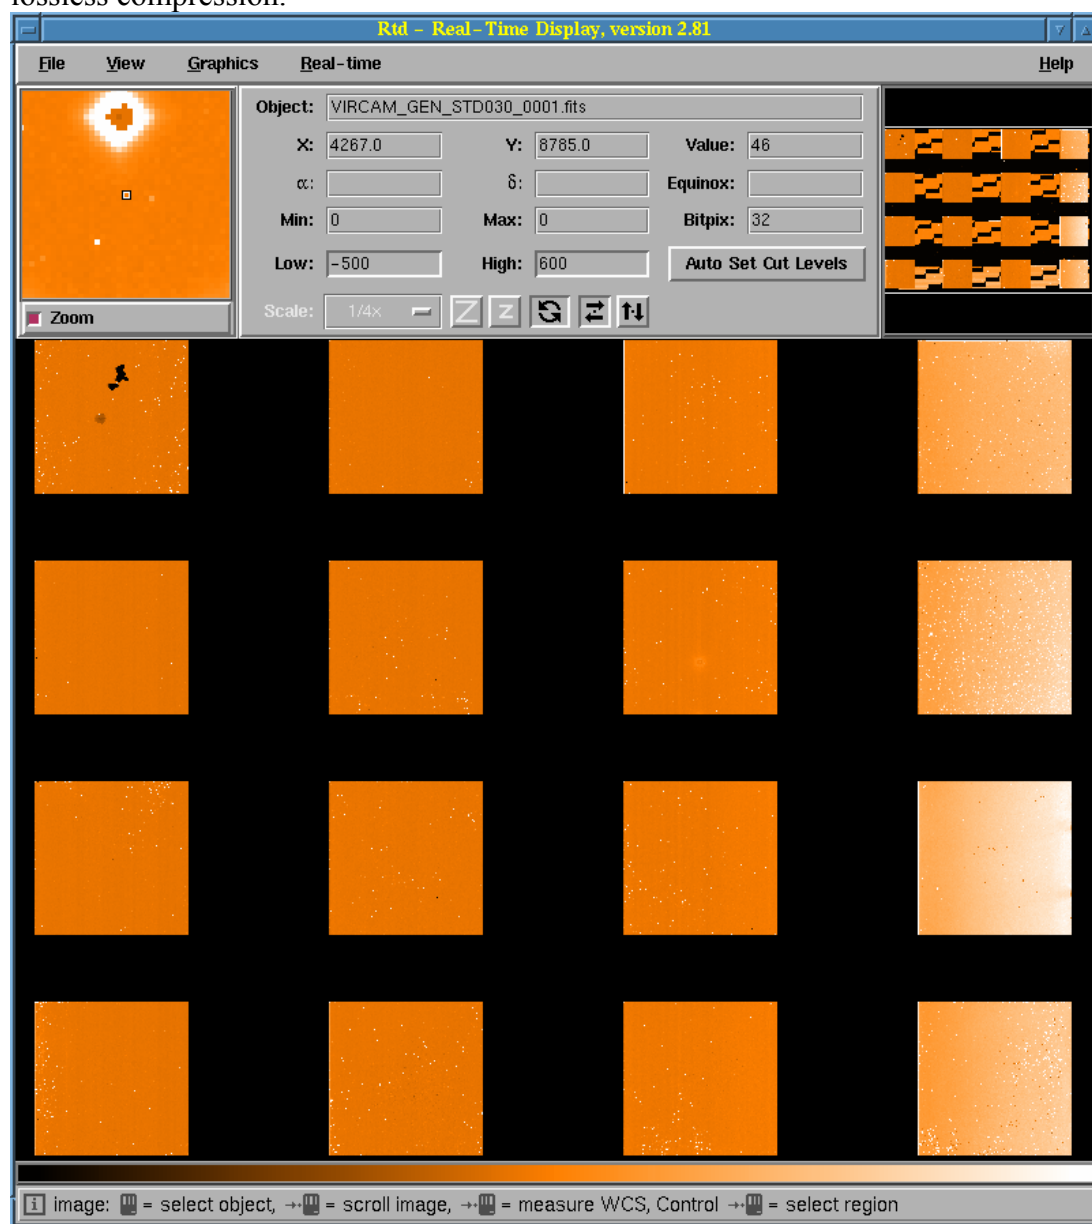 lossless compression.
Rtd - Real-Time Display, version 2.81
File View Graphics Real-time Help
Object: VIRCAM_GEN_STD030_0001.fits
X: 4267.0 Y: 8785.0 Value: 46
α: δ: Equinox:
Min: 0 Max: 0 Bitpix: 32
Low: -500 High: 600 Auto Set Cut Levels
Scale: 1/4x Z z
Zoom
i image: = select object, = scroll image, = measure WCS, Control = select region